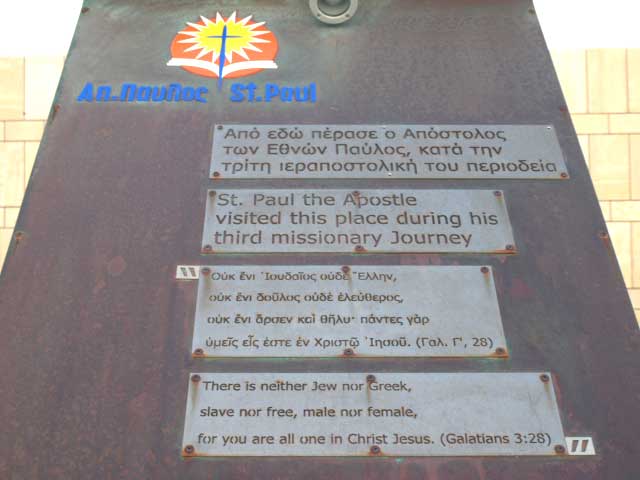 Απ.Παυλος St.Paul
Από εδώ πέρασε ο Απόστολος
των Εθνών Παύλος, κατά την
τρίτη ιεραποστολική του περιοδεία
St. Paul the Apostle
visited this place during his
third missionary Journey
"Οὐκ ἔνι Ἰουδαῖος οὐδὲ Ἕλλην,
οὐκ ἔνι δοῦλος οὐδὲ ἐλεύθερος,
οὐκ ἔνι ἄρσεν καὶ θῆλυ· πάντες γὰρ
ὑμεῖς εἷς ἐστε ἐν Χριστῷ Ἰησοῦ. (Γαλ. Γ', 28)
There is neither Jew nor Greek,
slave nor free, male nor female,
for you are all one in Christ Jesus. (Galatians 3:28)"